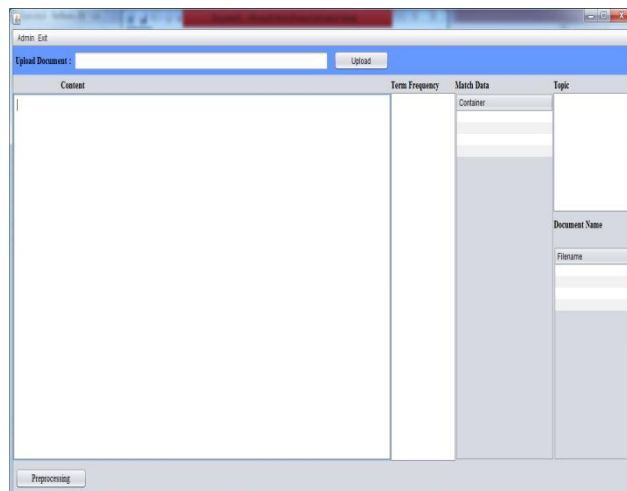 Admin Exit
Upload Document : Upload
Content Term Frequency Match Data Topic
Container
Document Name
Filename
Preprocessing